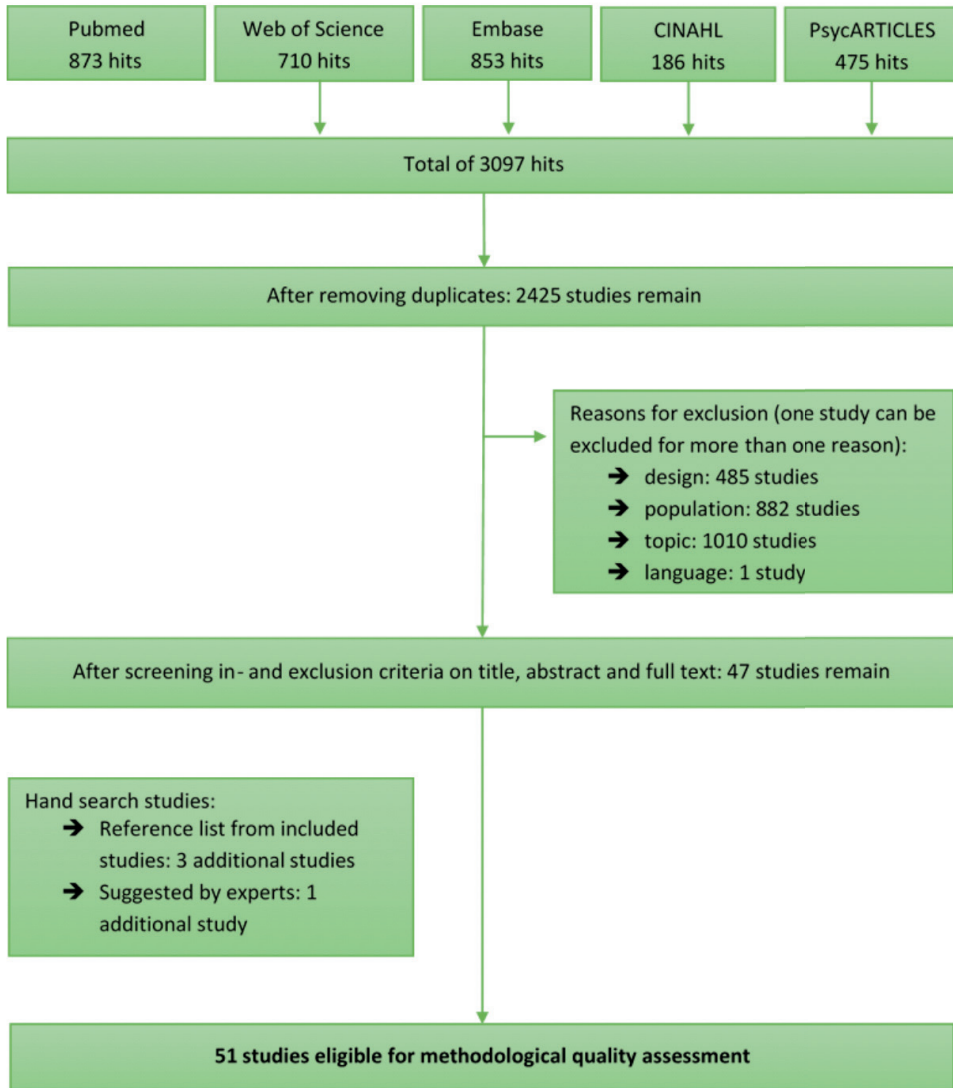 Pubmed
873 hits
Web of Science
710 hits
Embase
853 hits
CINAHL
186 hits
PsycARTICLES
475 hits
Total of 3097 hits
After removing duplicates: 2425 studies remain
Reasons for exclusion (one study can be
excluded for more than one reason):
➔ design: 485 studies
➔ population: 882 studies
➔ topic: 1010 studies
➔ language: 1 study
After screening in- and exclusion criteria on title, abstract and full text: 47 studies remain
Hand search studies:
➔ Reference list from included
studies: 3 additional studies
➔ Suggested by experts: 1
additional study
51 studies eligible for methodological quality assessment